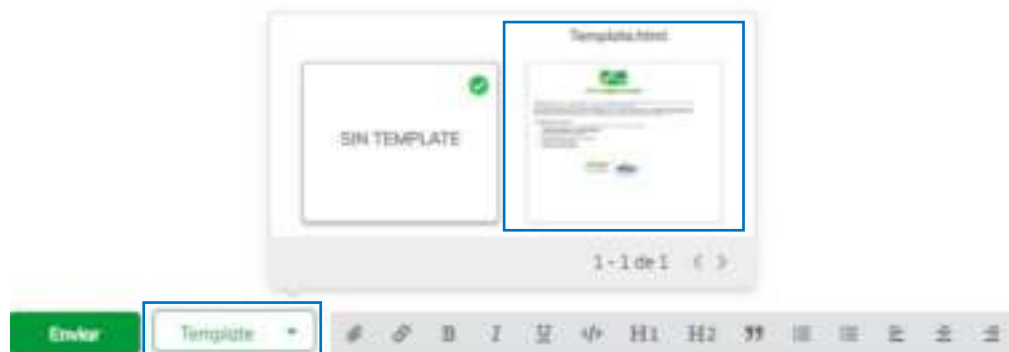 Template.html
SIN TEMPLATE
1 - 1 de 1 < >
Enviar Template B I U </> H1 H2 ”